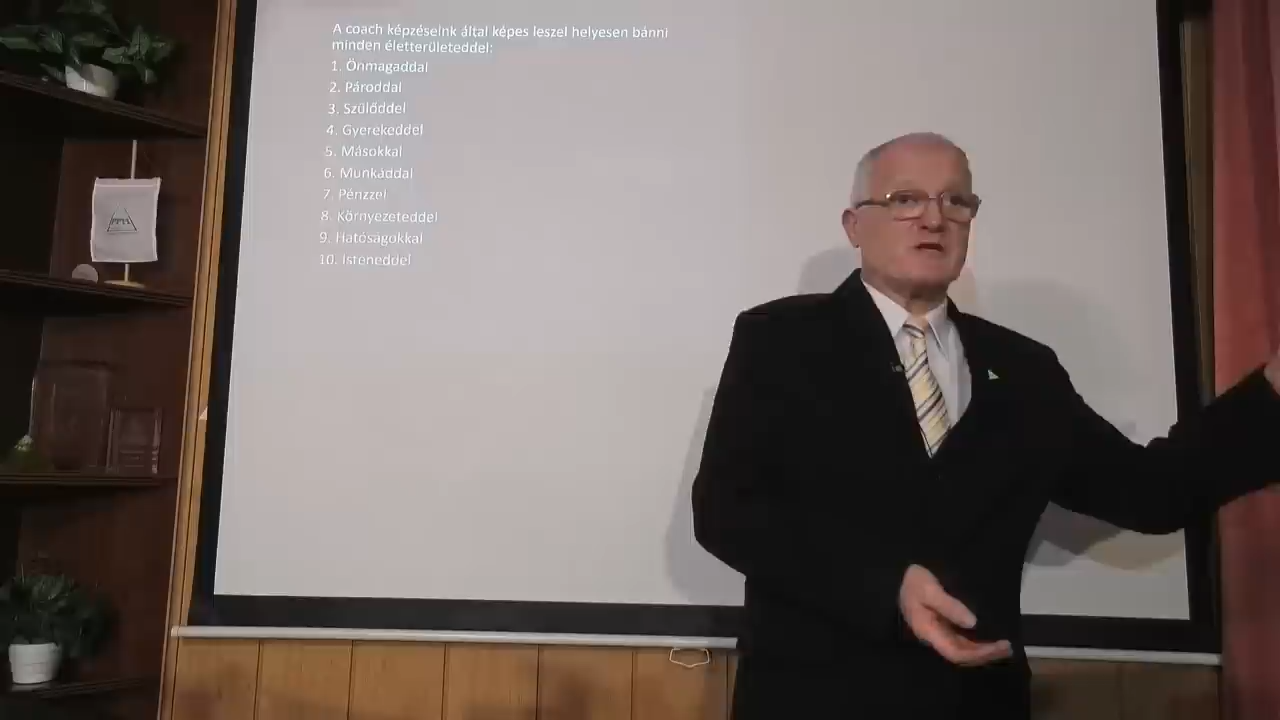 A coach képzéseink által képes leszel helyesen bánni
minden életterületeddel:
1. Önmagaddal
2. Pároddal
3. Szülőddel
4. Gyerekeddel
5. Másokkal
6. Munkáddal
7. Pénzzel
8. Környezeteddel
9. Hatóságokkal
10. Isteneddel